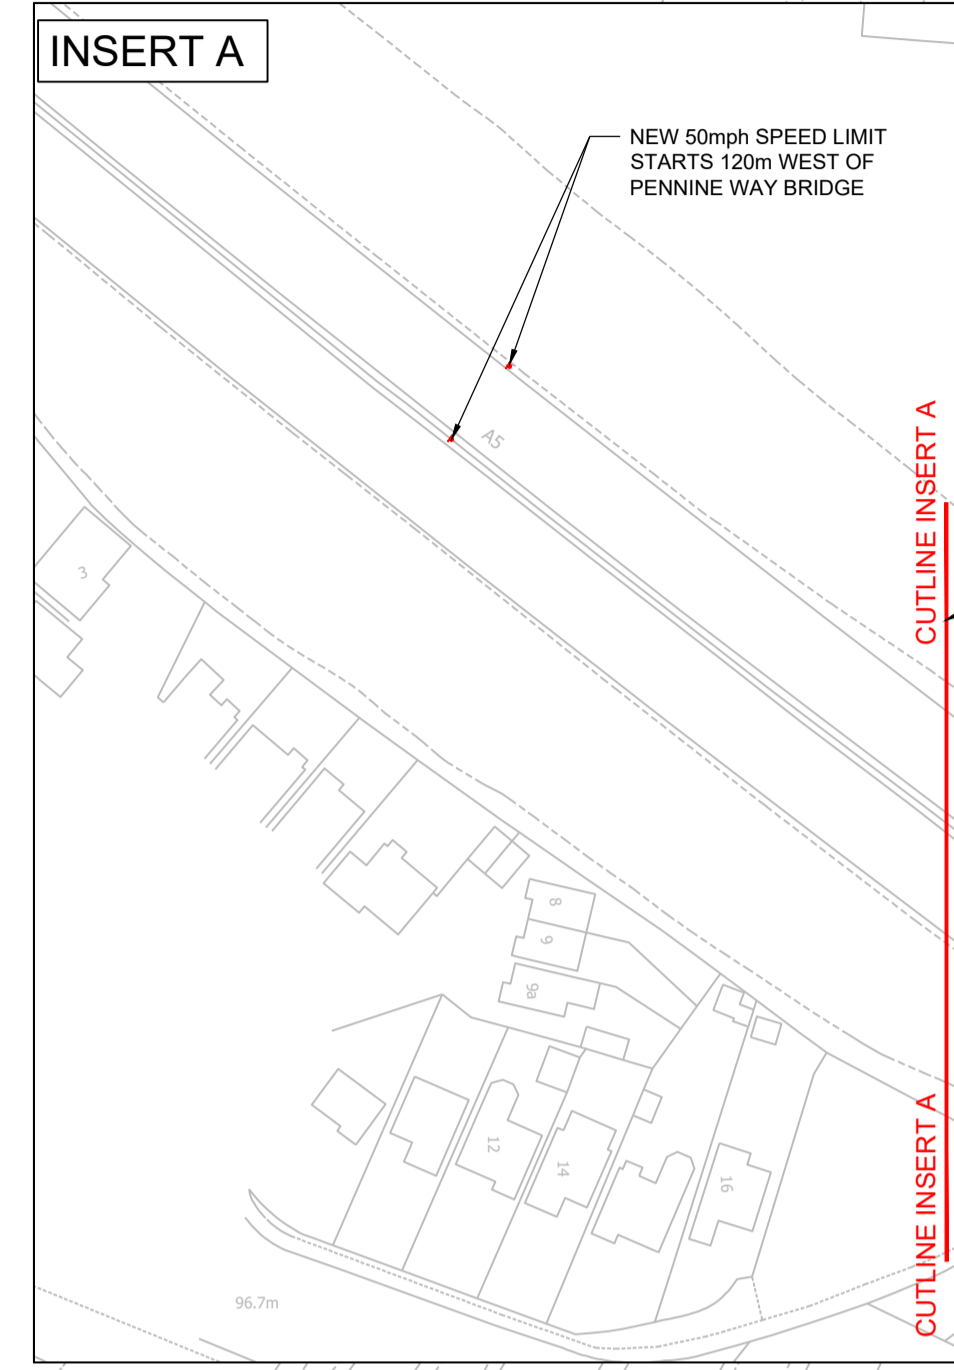 INSERT A
NEW 50mph SPEED LIMIT
STARTS 120m WEST OF
PENNINE WAY BRIDGE
A5
CUTLINE INSERT A
3
8
9
9a
12
14
16
CUTLINE INSERT A
96.7m